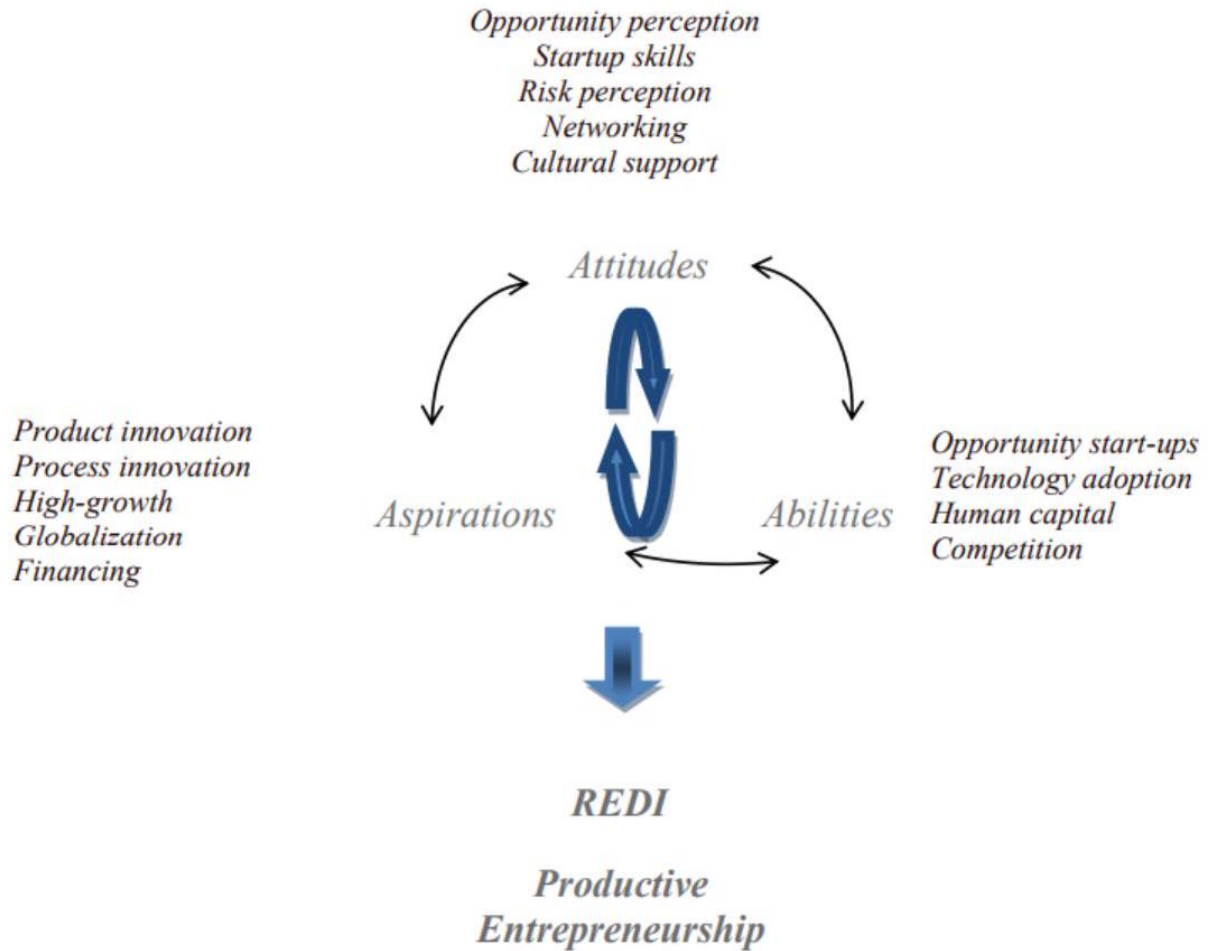 Opportunity perception
Startup skills
Risk perception
Networking
Cultural support
Attitudes
Product innovation
Process innovation
High-growth
Globalization
Financing
Aspirations
Abilities
Opportunity start-ups
Technology adoption
Human capital
Competition
REDI
Productive
Entrepreneurship